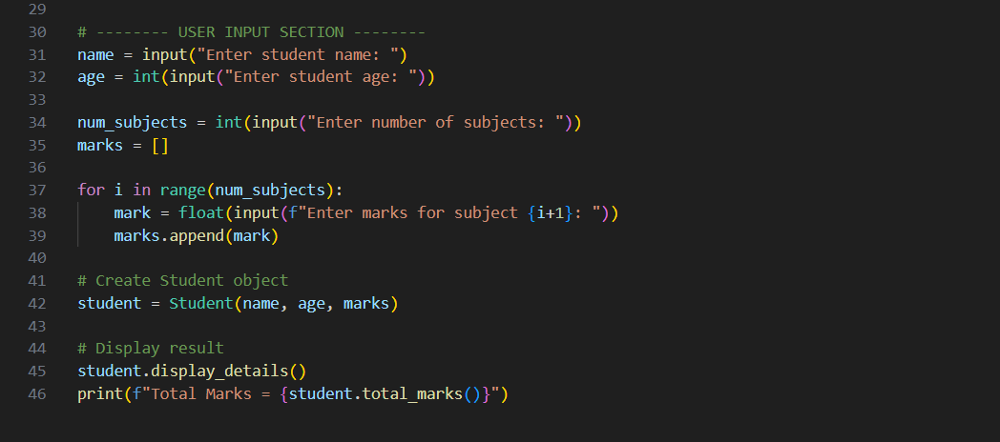 29
30 # -------- USER INPUT SECTION --------
31 name = input("Enter student name: ")
32 age = int(input("Enter student age: "))
33
34 num_subjects = int(input("Enter number of subjects: "))
35 marks = []
36
37 for i in range(num_subjects):
38     mark = float(input(f"Enter marks for subject {i+1}: "))
39     marks.append(mark)
40
41 # Create Student object
42 student = Student(name, age, marks)
43
44 # Display result
45 student.display_details()
46 print(f"Total Marks = {student.total_marks()}")